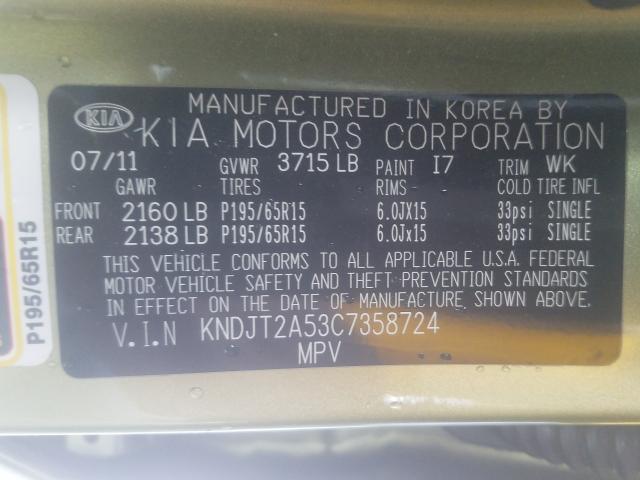 KIA MANUFACTURED IN KOREA BY
KIA MOTORS CORPORATION
07/11 GVWR 3715 LB PAINT I7 TRIM WK
GAWR TIRES RIMS COLD TIRE INFL
FRONT 2160 LB P195/65R15 6.0JX15 33psi SINGLE
REAR 2138 LB P195/65R15 6.0Jx15 33psi SINGLE
THIS VEHICLE CONFORMS TO ALL APPLICABLE U.S.A. FEDERAL
MOTOR VEHICLE SAFETY AND THEFT PREVENTION STANDARDS
IN EFFECT ON THE DATE OF MANUFACTURE SHOWN ABOVE.
V.I.N KNDJT2A53C7358724
MPV
P195/65R15